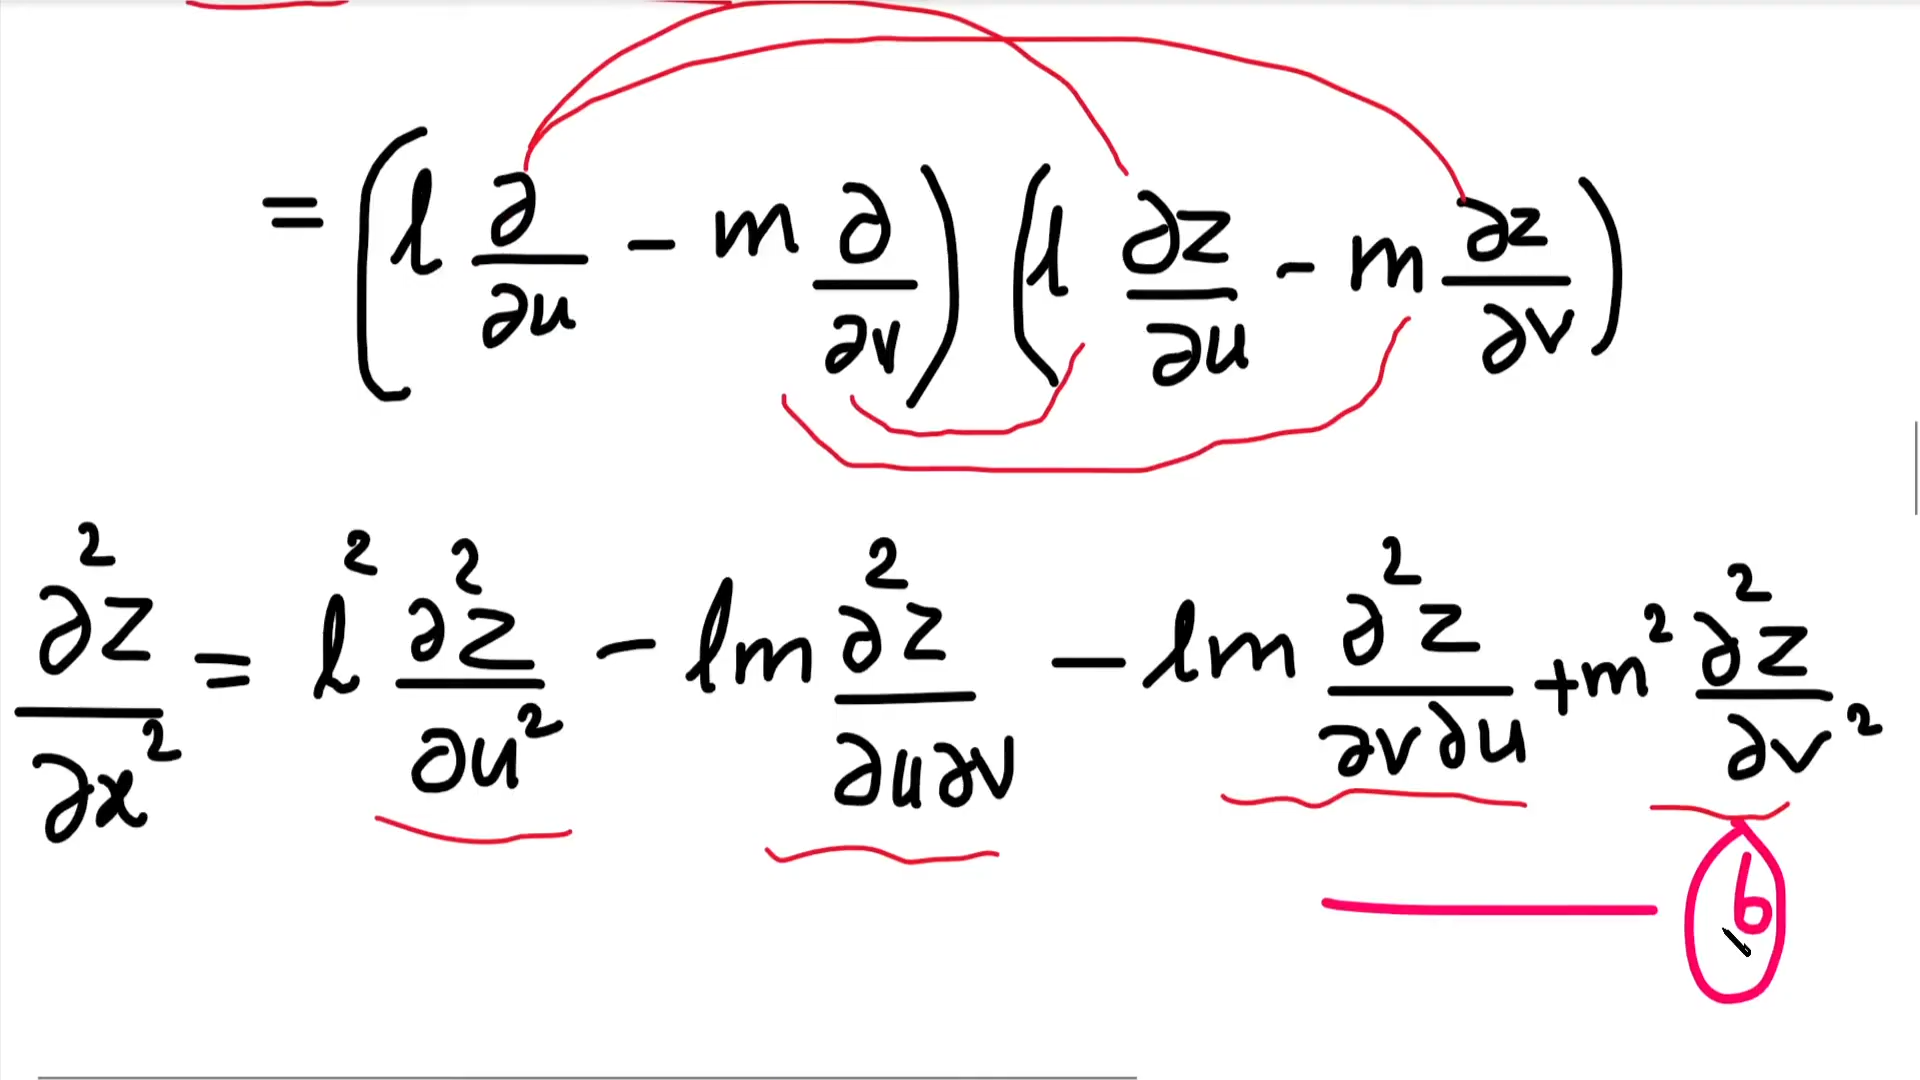 = (l ∂/∂u - m ∂/∂v) (l ∂z/∂u - m ∂z/∂v)
∂²z/∂x² = l² ∂²z/∂u² - lm ∂²z/∂u∂v - lm ∂²z/∂v∂u + m² ∂²z/∂v²
6